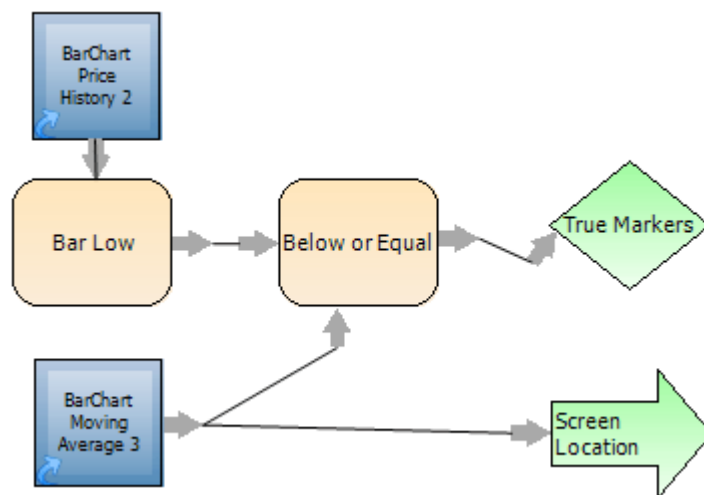 BarChart
Price
History 2
Bar Low
Below or Equal
True Markers
BarChart
Moving
Average 3
Screen
Location